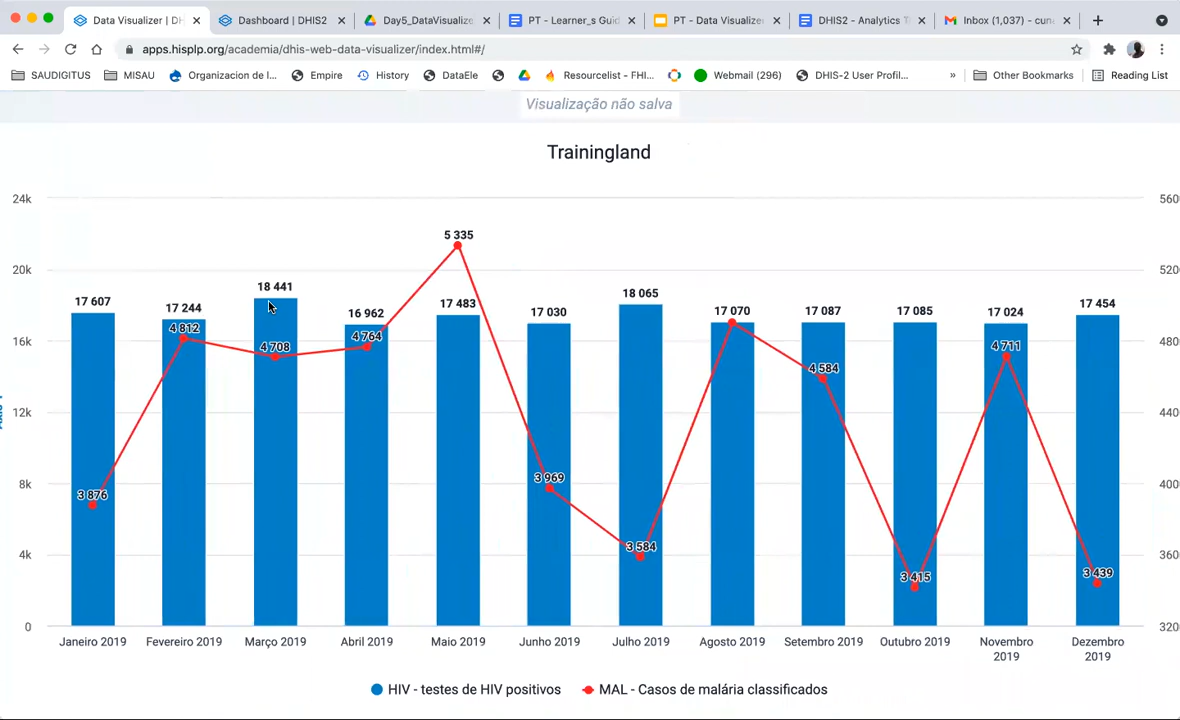 Data Visualizer | DH
Dashboard | DHIS2
Day5_DataVisualize
PT - Learner_s Guid
PT - Data Visualizer
DHIS2 - Analytics T
Inbox (1,037) - cun
apps.hisplp.org/academia/dhis-web-data-visualizer/index.html#/
SAUDIGITUS
MISAU
Organizacion de I...
Empire
History
DataEle
Resourcelist - FHI...
Webmail (296)
DHIS-2 User Profil...
»
Other Bookmarks
Reading List
Visualização não salva
Trainingland
24k
20k
16k
12k
8k
4k
0
560
520
480
440
400
360
320
17 607
17 244
18 441
16 962
17 483
17 030
18 065
17 070
17 087
17 085
17 024
17 454
3 876
4 812
4 708
4 764
5 335
3 969
3 584
4 584
3 415
4 711
3 439
Janeiro 2019
Fevereiro 2019
Março 2019
Abril 2019
Maio 2019
Junho 2019
Julho 2019
Agosto 2019
Setembro 2019
Outubro 2019
Novembro
2019
Dezembro
2019
HIV - testes de HIV positivos
MAL - Casos de malária classificados